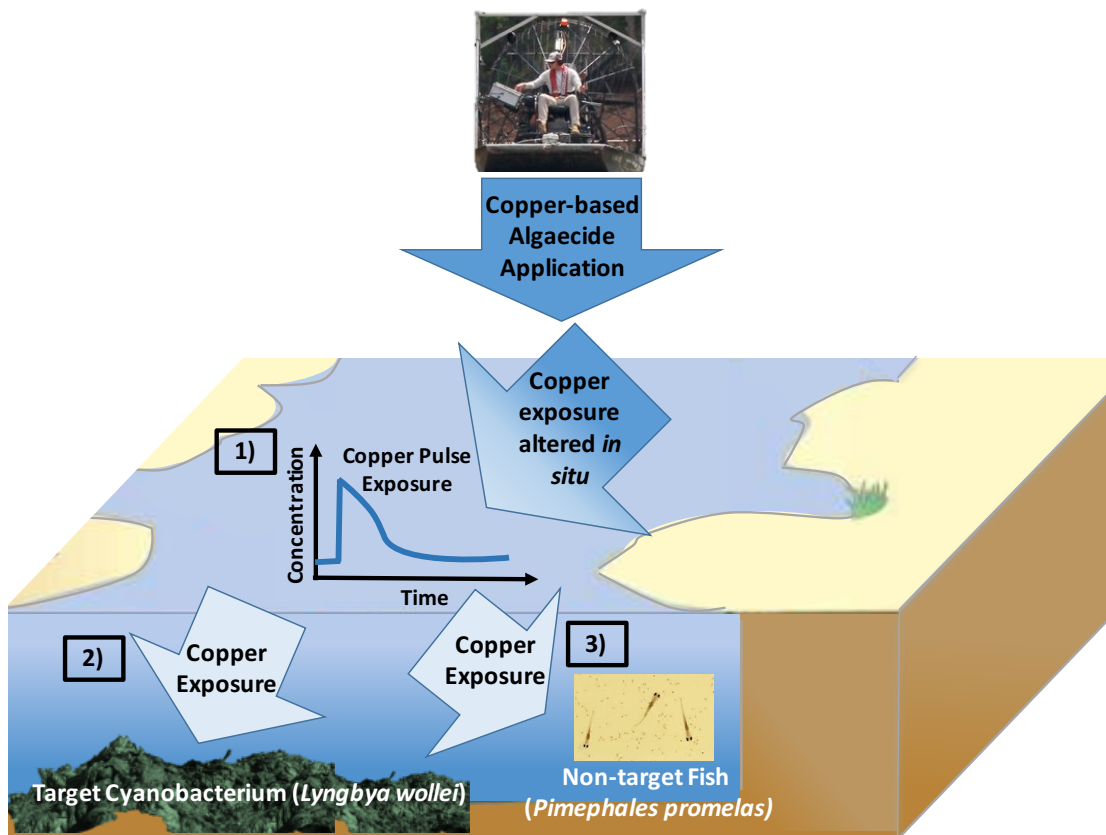 Copper-based
Algaecide
Application
Copper
exposure
altered in
situ
1)
Copper Pulse
Exposure
Concentration
Time
2)
Copper
Exposure
Copper
Exposure
3)
Target Cyanobacterium (Lyngbya wollei)
Non-target Fish
(Pimephales promelas)